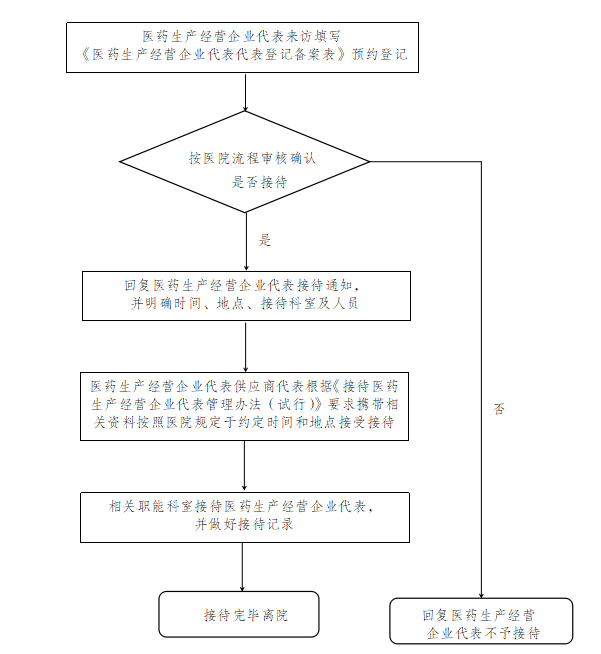 医药生产经营企业代表来访填写
《医药生产经营企业代表代表登记备案表》预约登记
按医院流程审核确认
是否接待
是
回复医药生产经营企业代表接待通知，
并明确时间、地点、接待科室及人员
医药生产经营企业代表供应商代表根据《接待医药
生产经营企业代表管理办法（试行)》要求携带相
关资料按照医院规定于约定时间和地点接受接待
否
相关职能科室接待医药生产经营企业代表，
并做好接待记录
接待完毕离院
回复医药生产经营
企业代表不予接待